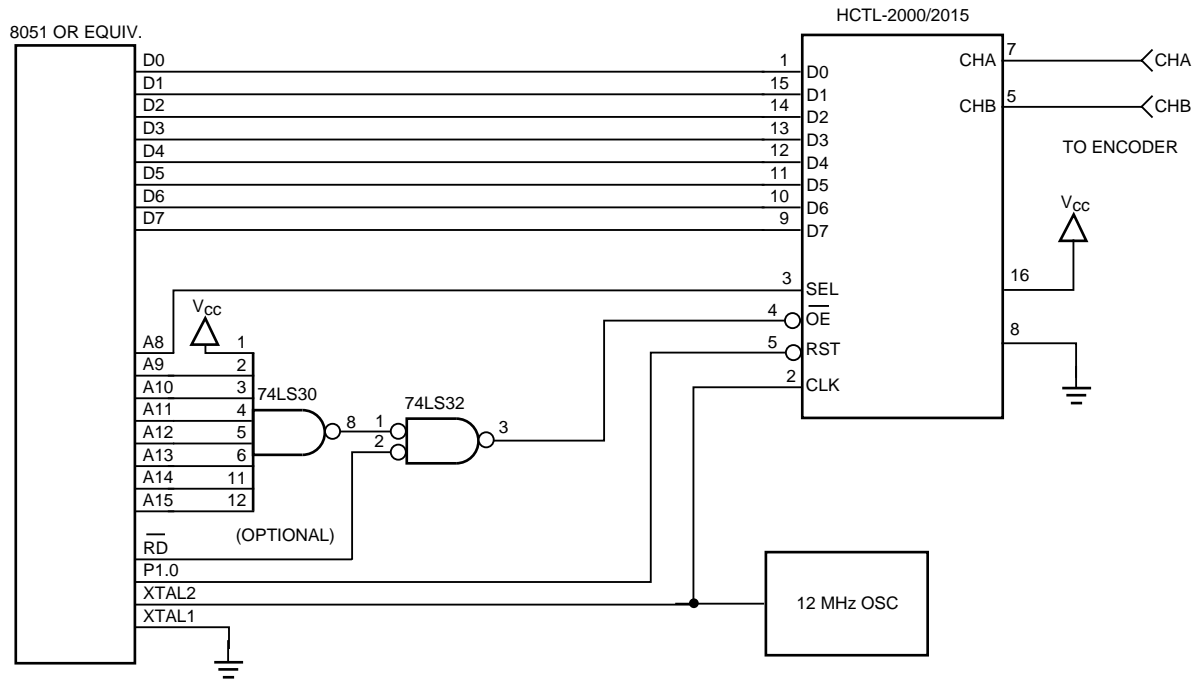 HCTL-2000/2015
8051 OR EQUIV.
D0 1 D0
D1 15 D1
D2 14 D2
D3 13 D3
D4 12 D4
D5 11 D5
D6 10 D6
D7 9 D7
CHA 7 CHA
CHB 5 CHB
TO ENCODER
VCC
16
8
3 SEL
4 OE
5 RST
2 CLK
VCC
A8 1
A9 2
A10 3
A11 4
A12 5
A13 6
A14 11
A15 12
74LS30
8
74LS32
1
2
3
(OPTIONAL)
RD
P1.0
XTAL2
XTAL1
12 MHz OSC